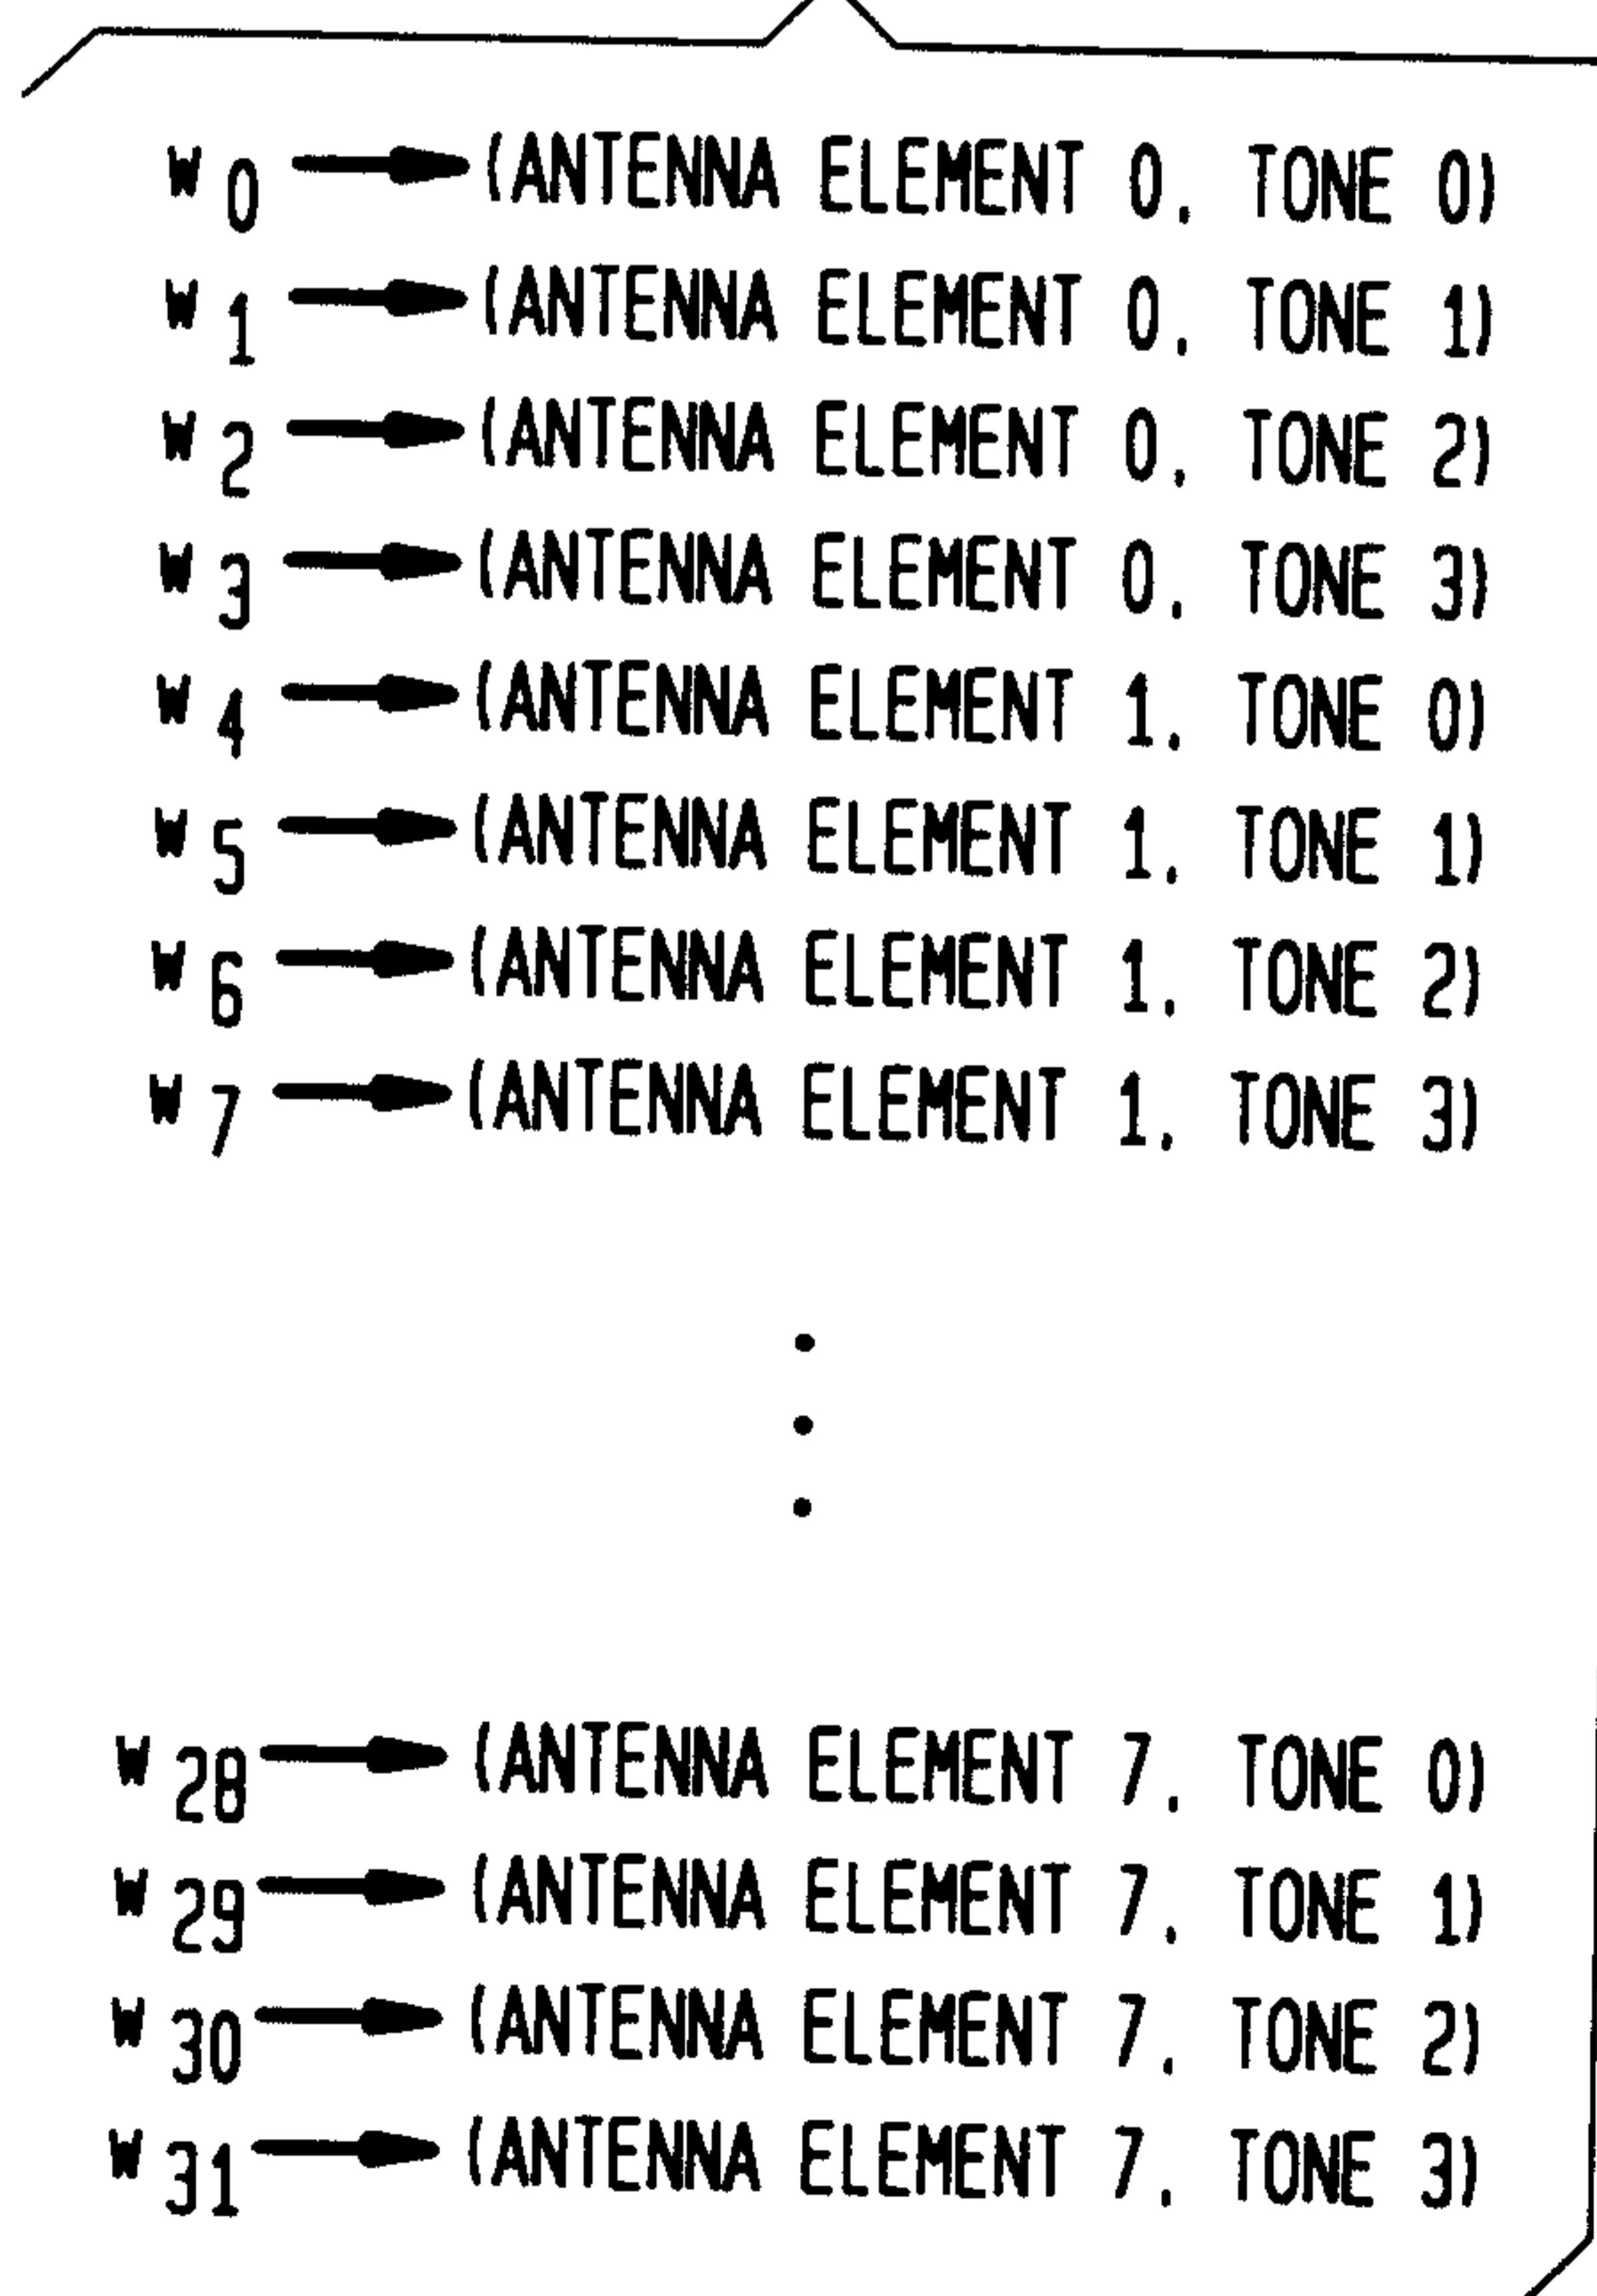 W0 → (ANTENNA ELEMENT 0, TONE 0)
W1 → (ANTENNA ELEMENT 0, TONE 1)
W2 → (ANTENNA ELEMENT 0, TONE 2)
W3 → (ANTENNA ELEMENT 0, TONE 3)
W4 → (ANTENNA ELEMENT 1, TONE 0)
W5 → (ANTENNA ELEMENT 1, TONE 1)
W6 → (ANTENNA ELEMENT 1, TONE 2)
W7 → (ANTENNA ELEMENT 1, TONE 3)
W28 → (ANTENNA ELEMENT 7, TONE 0)
W29 → (ANTENNA ELEMENT 7, TONE 1)
W30 → (ANTENNA ELEMENT 7, TONE 2)
W31 → (ANTENNA ELEMENT 7, TONE 3)